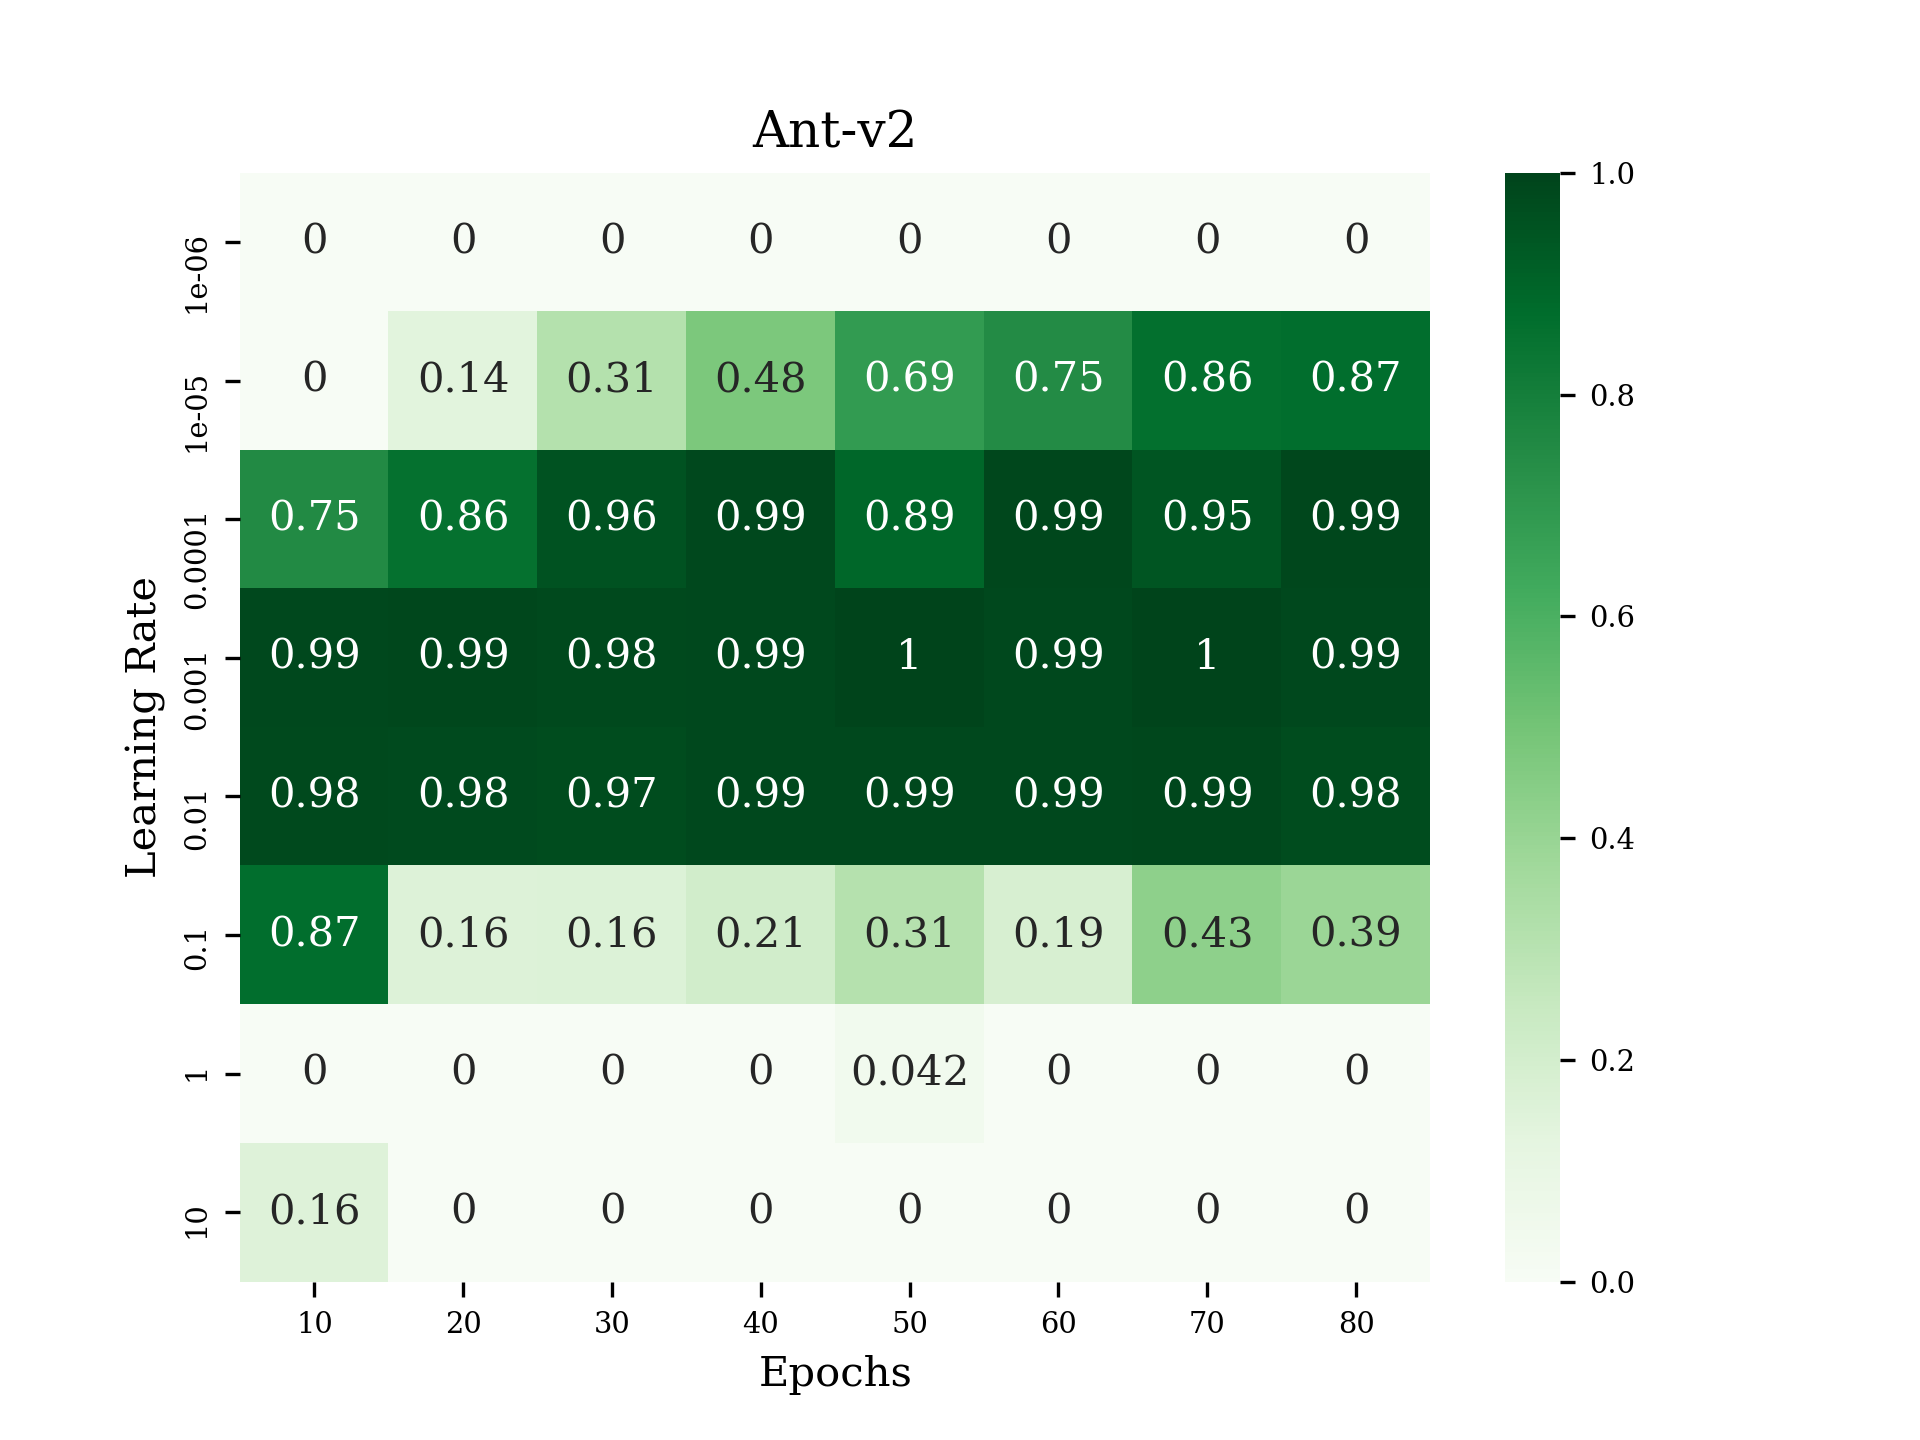 Ant-v2
1.0
0.8
0.6
0.4
0.2
0.0
Learning Rate
1e-06 0 0 0 0 0 0 0 0
1e-05 0 0.14 0.31 0.48 0.69 0.75 0.86 0.87
0.0001 0.75 0.86 0.96 0.99 0.89 0.99 0.95 0.99
0.001 0.99 0.99 0.98 0.99 1 0.99 1 0.99
0.01 0.98 0.98 0.97 0.99 0.99 0.99 0.99 0.98
0.1 0.87 0.16 0.16 0.21 0.31 0.19 0.43 0.39
1 0 0 0 0 0.042 0 0 0
10 0.16 0 0 0 0 0 0 0
10 20 30 40 50 60 70 80
Epochs